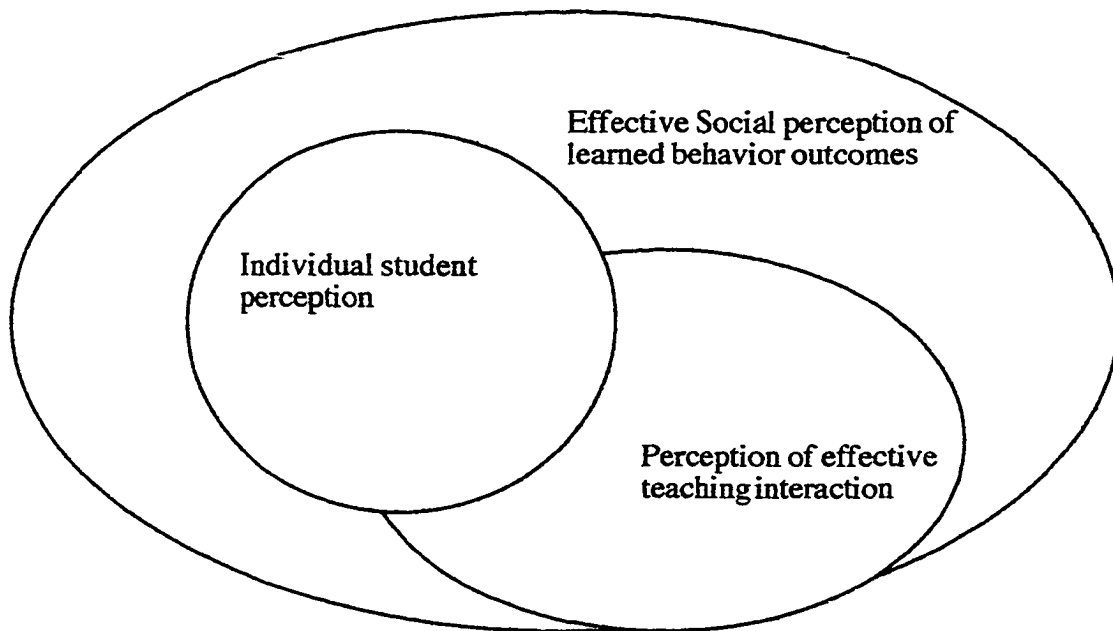 Effective Social perception of
learned behavior outcomes
Individual student
perception
Perception of effective
teaching interaction